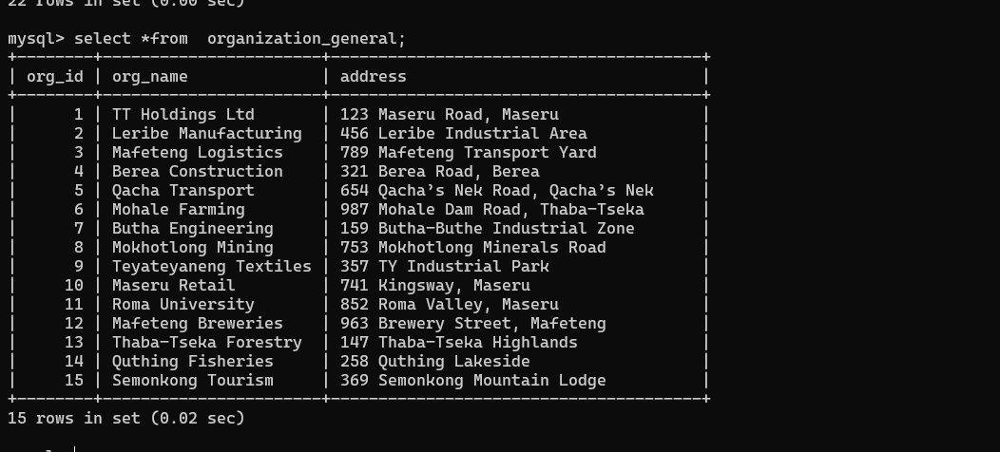 22 rows in set (0.00 sec)
mysql> select *from  organization_general;
+--------+-----------------------+---------------------------------------+
| org_id | org_name              | address                               |
+--------+-----------------------+---------------------------------------+
|      1 | TT Holdings Ltd       | 123 Maseru Road, Maseru               |
|      2 | Leribe Manufacturing  | 456 Leribe Industrial Area            |
|      3 | Mafeteng Logistics    | 789 Mafeteng Transport Yard           |
|      4 | Berea Construction    | 321 Berea Road, Berea                 |
|      5 | Qacha Transport       | 654 Qacha’s Nek Road, Qacha’s Nek     |
|      6 | Mohale Farming        | 987 Mohale Dam Road, Thaba-Tseka      |
|      7 | Butha Engineering     | 159 Butha-Buthe Industrial Zone       |
|      8 | Mokhotlong Mining     | 753 Mokhotlong Minerals Road          |
|      9 | Teyateyaneng Textiles | 357 TY Industrial Park                |
|     10 | Maseru Retail         | 741 Kingsway, Maseru                  |
|     11 | Roma University       | 852 Roma Valley, Maseru               |
|     12 | Mafeteng Breweries    | 963 Brewery Street, Mafeteng          |
|     13 | Thaba-Tseka Forestry  | 147 Thaba-Tseka Highlands             |
|     14 | Quthing Fisheries     | 258 Quthing Lakeside                  |
|     15 | Semonkong Tourism     | 369 Semonkong Mountain Lodge          |
+--------+-----------------------+---------------------------------------+
15 rows in set (0.02 sec)